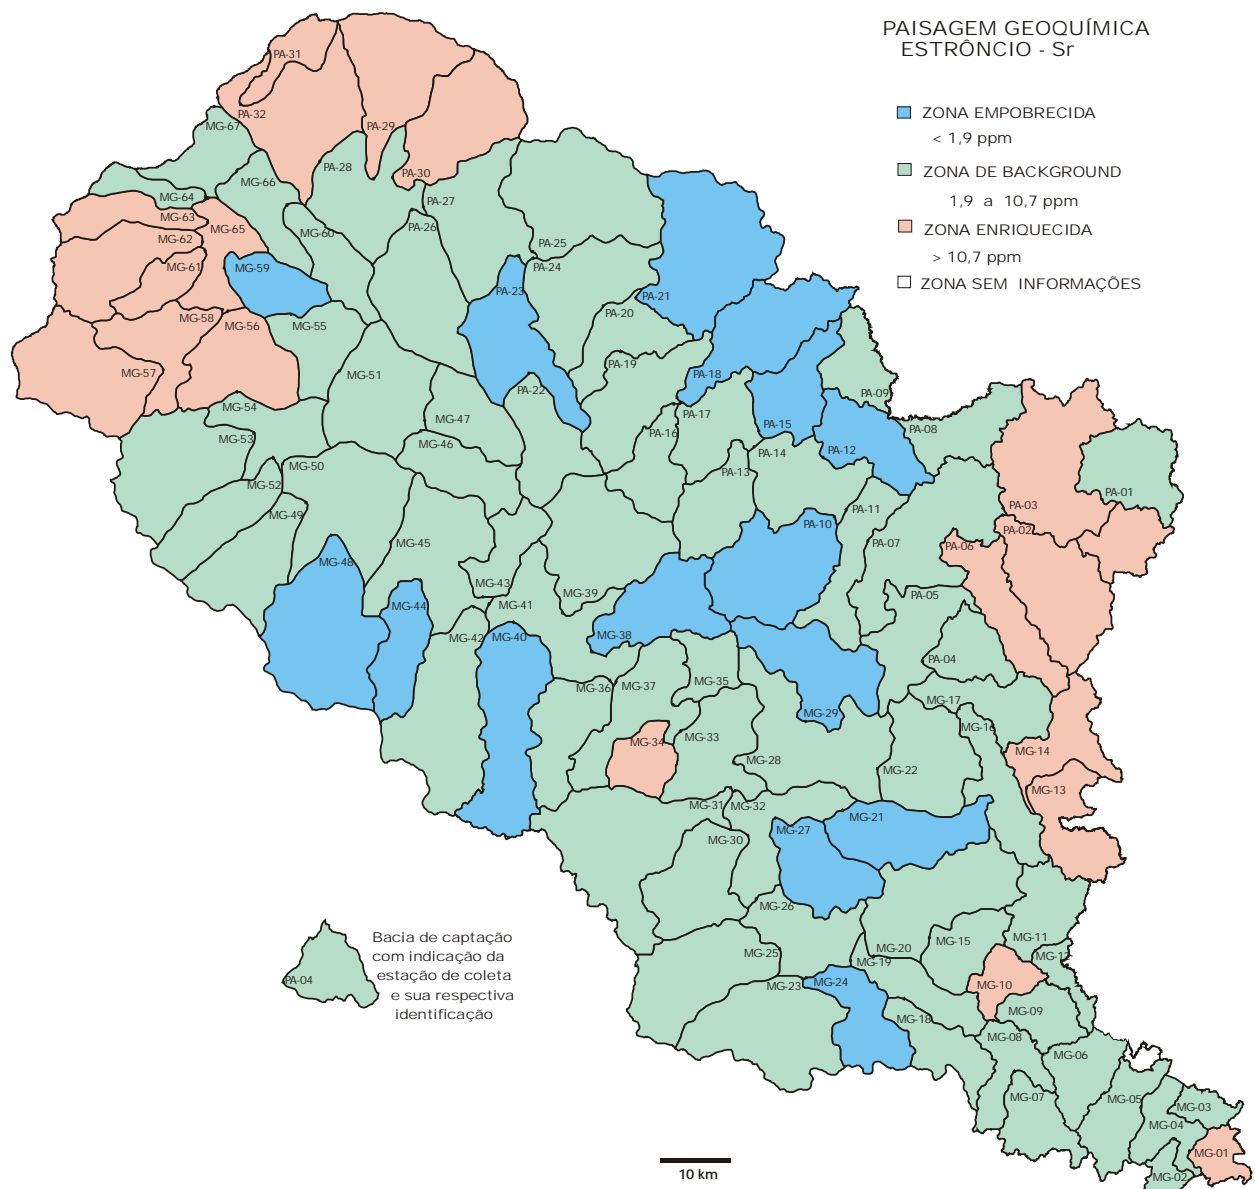 PAISAGEM GEOQUÍMICA
ESTRÔNCIO - Sr
ZONA EMPOBRECIDA
< 1,9 ppm
ZONA DE BACKGROUND
1,9 a 10,7 ppm
ZONA ENRIQUECIDA
> 10,7 ppm
ZONA SEM INFORMAÇÕES
PA-31
PA-32
PA-29
MG-67
PA-28
PA-30
MG-66
MG-64
PA-27
MG-63
MG-65
MG-60
PA-26
MG-62
PA-25
MG-61
MG-59
PA-24
PA-23
PA-21
MG-58
MG-56
MG-55
PA-20
PA-19
MG-57
MG-51
PA-18
PA-22
PA-09
MG-54
MG-47
PA-17
MG-53
MG-46
PA-16
PA-15
PA-08
PA-12
PA-14
MG-50
PA-13
MG-52
PA-01
PA-03
MG-49
PA-11
PA-10
PA-02
MG-45
PA-07
PA-06
MG-48
MG-43
MG-39
PA-05
MG-44
MG-41
MG-42
MG-40
MG-38
PA-04
MG-36
MG-37
MG-35
MG-17
MG-29
MG-16
MG-34
MG-33
MG-14
MG-28
MG-22
MG-13
MG-31
MG-32
MG-21
MG-27
MG-30
MG-26
MG-11
MG-15
MG-20
MG-25
MG-12
MG-19
MG-23
MG-24
MG-10
MG-09
MG-18
MG-08
MG-06
MG-07
MG-05
MG-03
MG-04
MG-01
MG-02
PA-04
Bacia de captação
com indicação da
estação de coleta
e sua respectiva
identificação
10 km